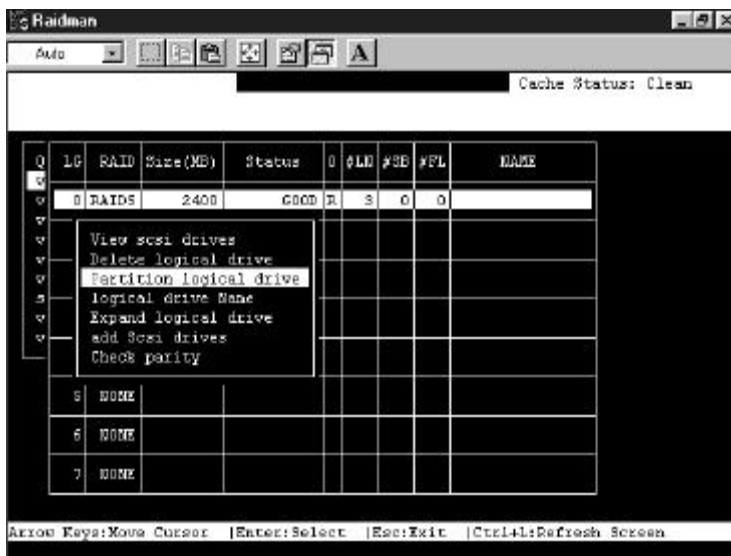 Raidman
Auto
A
Cache Status: Clean
Q LG RAID Size(MB) Status O #LN #SB #FL NAME
v
v 0 RAID5 2400 GOOD R 3 0 0
v
v View scsi drives
v Delete logical drive
v Partition logical drive
s logical drive Name
v Expand logical drive
v add Scsi drives
Check parity
5 NONE
6 NONE
7 NONE
Arrow Keys:Move Cursor |Enter:Select |Esc:Exit |Ctrl+L:Refresh Screen